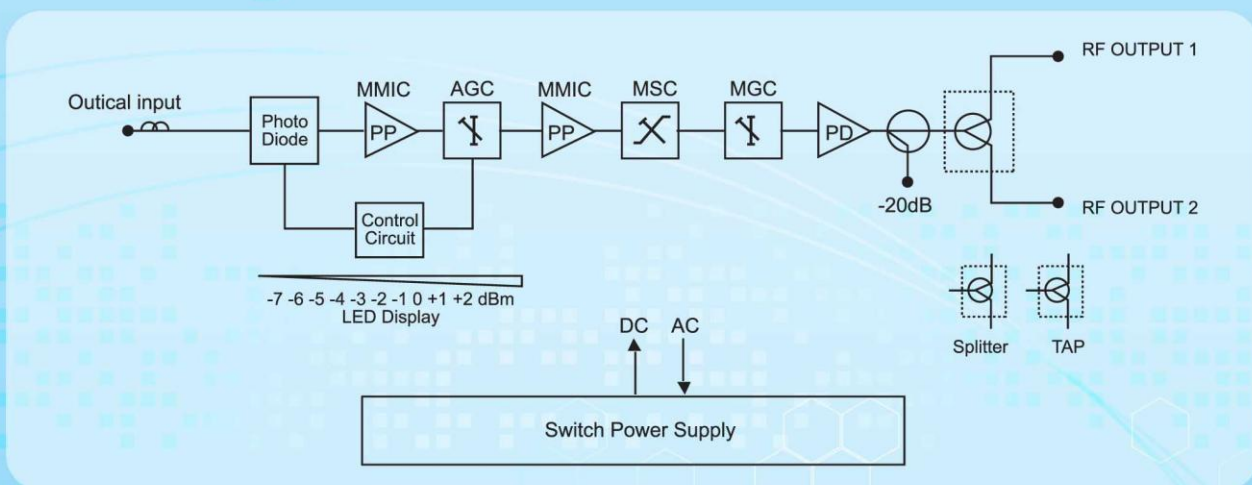 RF OUTPUT 1
MMIC AGC MMIC MSC MGC
Outical input
Photo
Diode
PP
PP
PD
-20dB
RF OUTPUT 2
Control
Circuit
-7 -6 -5 -4 -3 -2 -1 0 +1 +2 dBm
LED Display
DC AC
Splitter TAP
Switch Power Supply